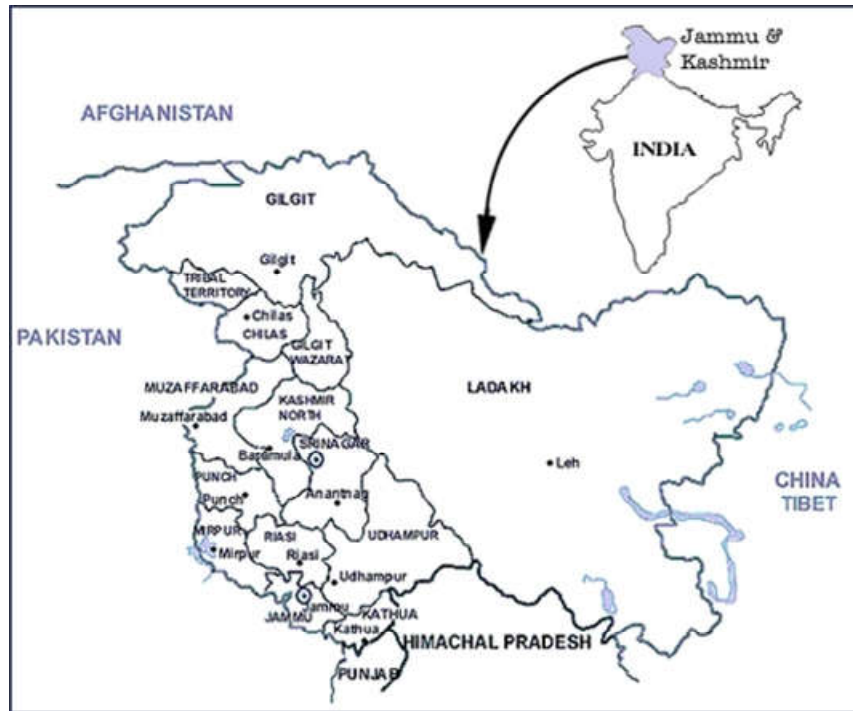 Jammu &
Kashmir
INDIA
AFGHANISTAN
GILGIT
Gilgit
TRIBAL
TERRITORY
Chilas
CHILAS
PAKISTAN
GILGIT
WAZARAT
MUZAFFARABAD
LADAKH
KASHMIR
NORTH
Muzaffarabad
SRINAGAR
Baramula
Leh
PUNCH
Punch
Anantnag
CHINA
TIBET
MIRPUR
Mirpur
RIASI
Riasi
UDHAMPUR
Udhampur
Jammu
JAMMU
KATHUA
Kathua
HIMACHAL PRADESH
PUNJAB